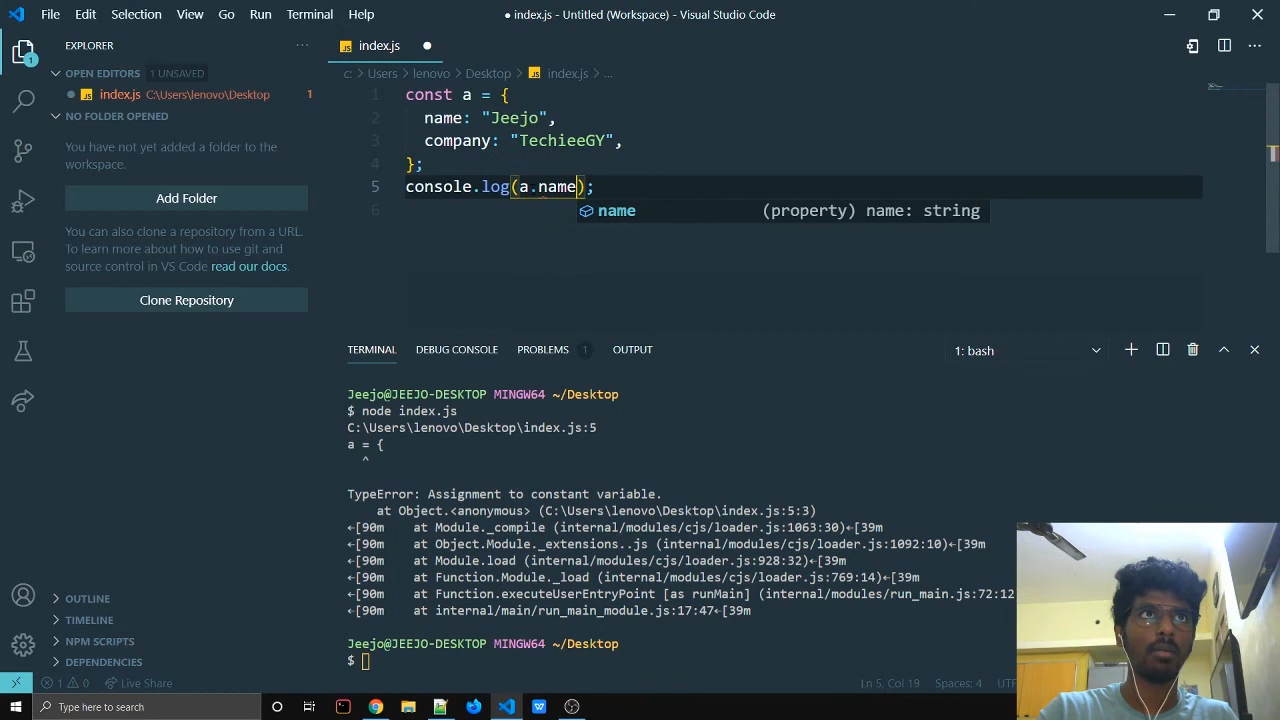 File Edit Selection View Go Run Terminal Help
● index.js - Untitled (Workspace) - Visual Studio Code
EXPLORER
OPEN EDITORS 1 UNSAVED
index.js C:\Users\lenovo\Desktop 1
NO FOLDER OPENED
You have not yet added a folder to the
workspace.
Add Folder
You can also clone a repository from a URL.
To learn more about how to use git and
source control in VS Code read our docs.
Clone Repository
OUTLINE
TIMELINE
NPM SCRIPTS
DEPENDENCIES
1
JS index.js
C: > Users > lenovo > Desktop > JS index.js > ...
1 const a = {
2 name: "Jeejo",
3 company: "TechieeGY",
4 };
5 console.log(a.name);
6
name (property) name: string
TERMINAL DEBUG CONSOLE PROBLEMS 1 OUTPUT
1: bash
Jeejo@JEEJO-DESKTOP MINGW64 ~/Desktop
$ node index.js
C:\Users\lenovo\Desktop\index.js:5
a = {
^
TypeError: Assignment to constant variable.
at Object.<anonymous> (C:\Users\lenovo\Desktop\index.js:5:3)
←[90m at Module._compile (internal/modules/cjs/loader.js:1063:30)←[39m
←[90m at Object.Module._extensions..js (internal/modules/cjs/loader.js:1092:10)←[39m
←[90m at Module.load (internal/modules/cjs/loader.js:928:32)←[39m
←[90m at Function.Module._load (internal/modules/cjs/loader.js:769:14)←[39m
←[90m at Function.executeUserEntryPoint [as runMain] (internal/modules/run_main.js:72:12
←[90m at internal/main/run_main_module.js:17:47←[39m
Jeejo@JEEJO-DESKTOP MINGW64 ~/Desktop
$
1 0 Live Share
Ln 5, Col 19 Spaces: 4 UTF
Type here to search